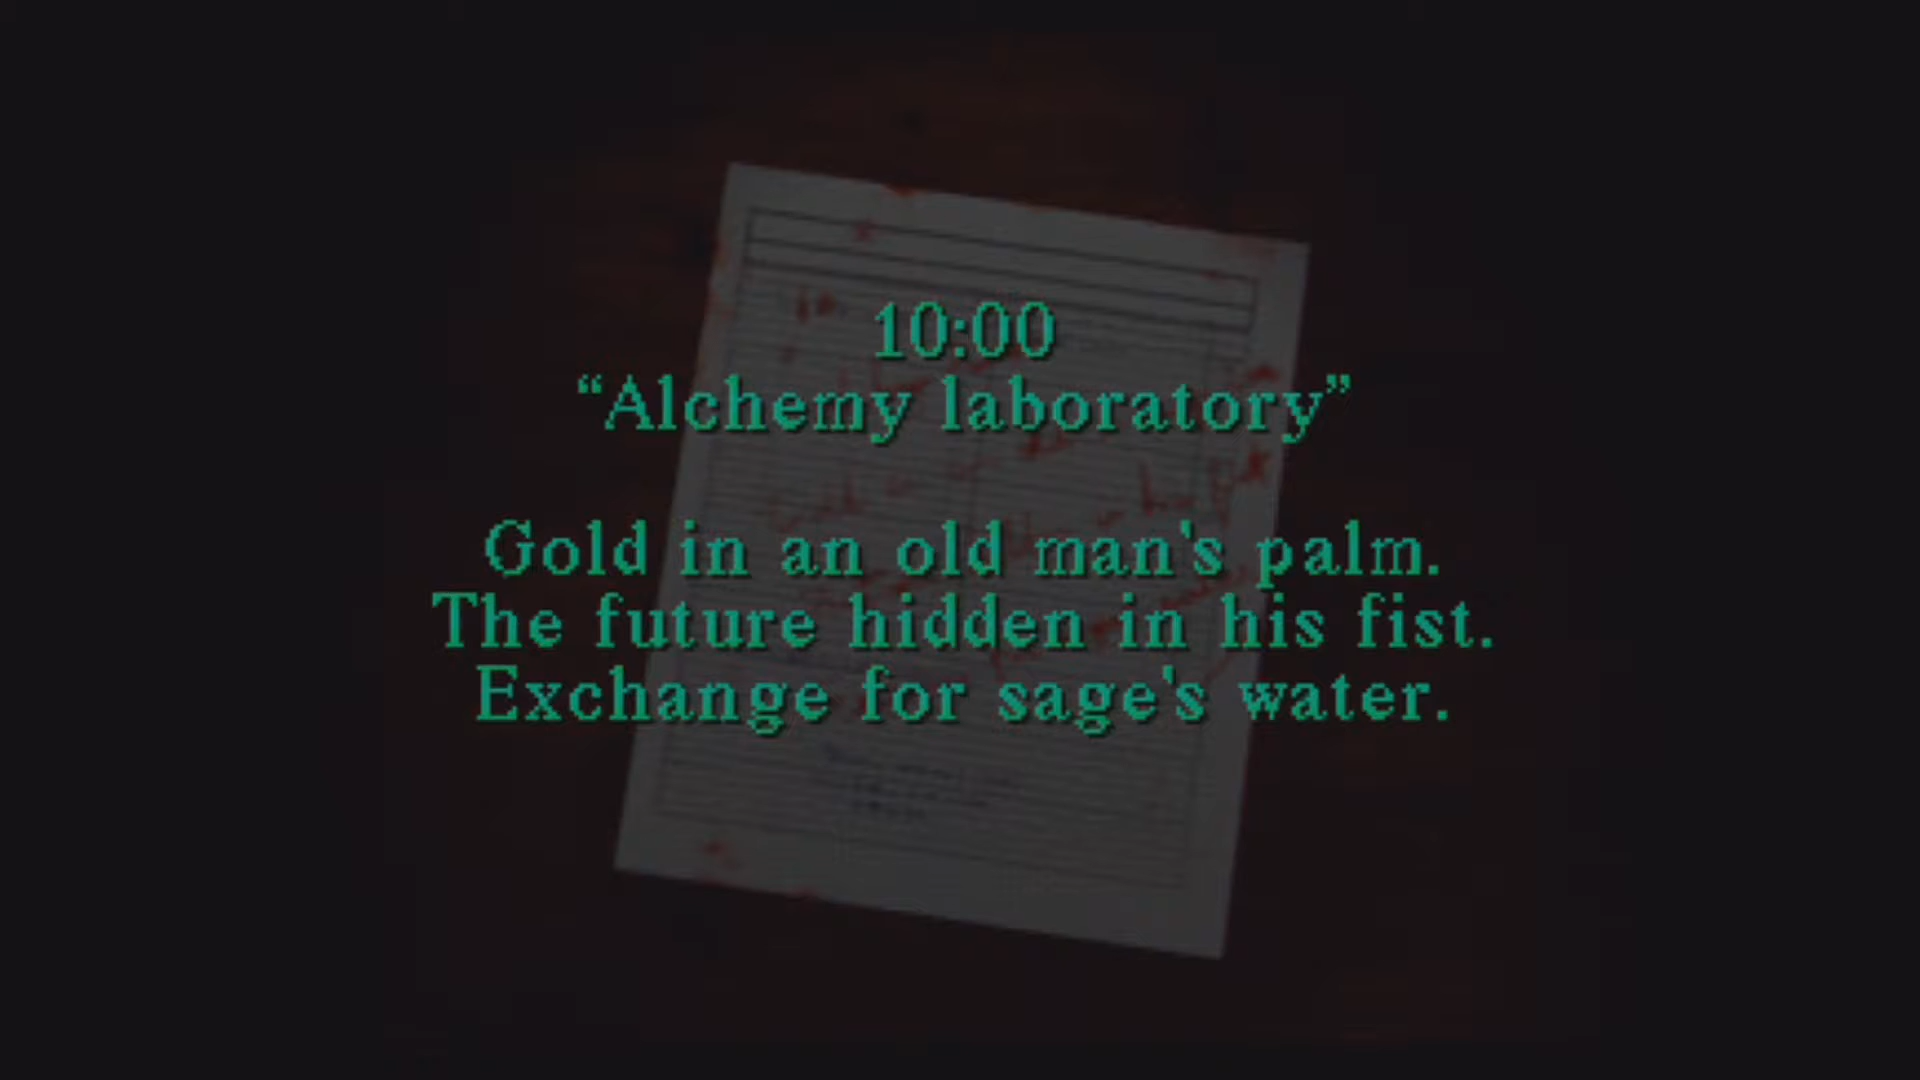 10:00
“Alchemy laboratory”
Gold in an old man's palm.
The future hidden in his fist.
Exchange for sage's water.